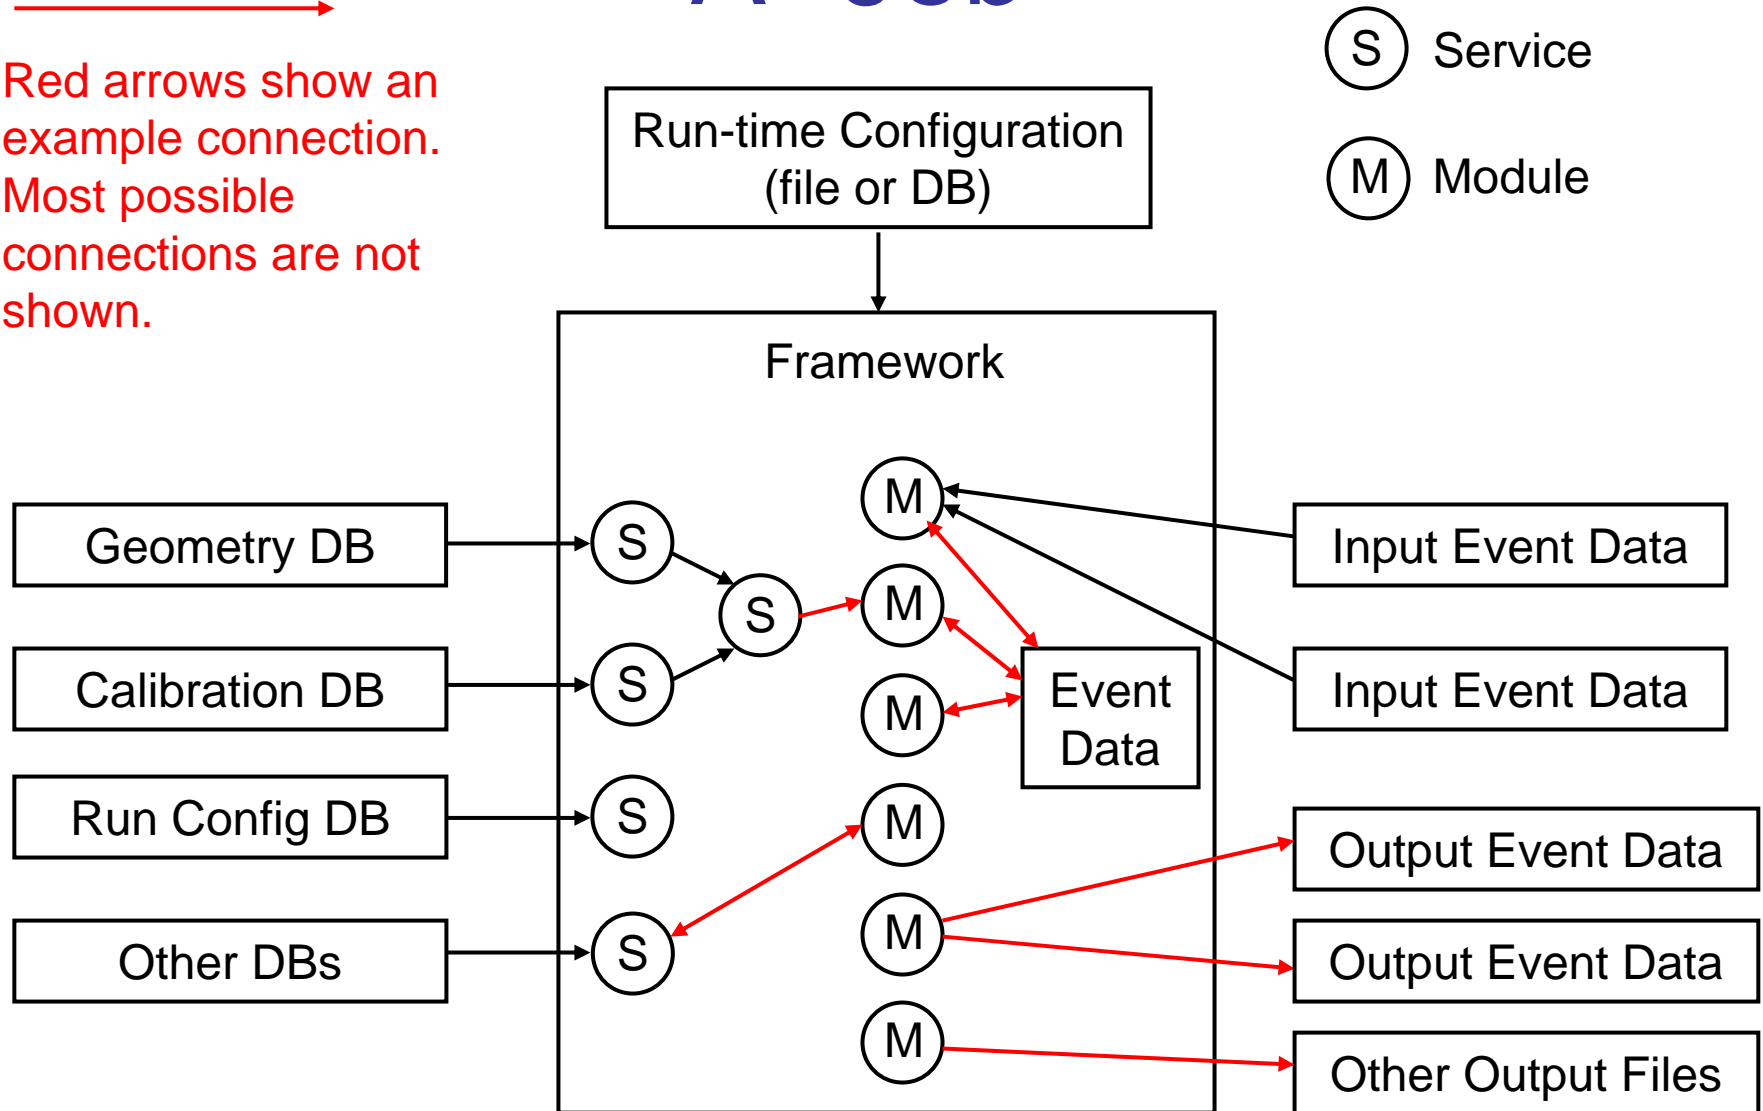 Red arrows show an
example connection.
Most possible
connections are not
shown.
S Service
M Module
Run-time Configuration
(file or DB)
Framework
Geometry DB
Calibration DB
Run Config DB
Other DBs
S
S
S
S
S
M
M
M
M
M
M
Event
Data
Input Event Data
Input Event Data
Output Event Data
Output Event Data
Other Output Files